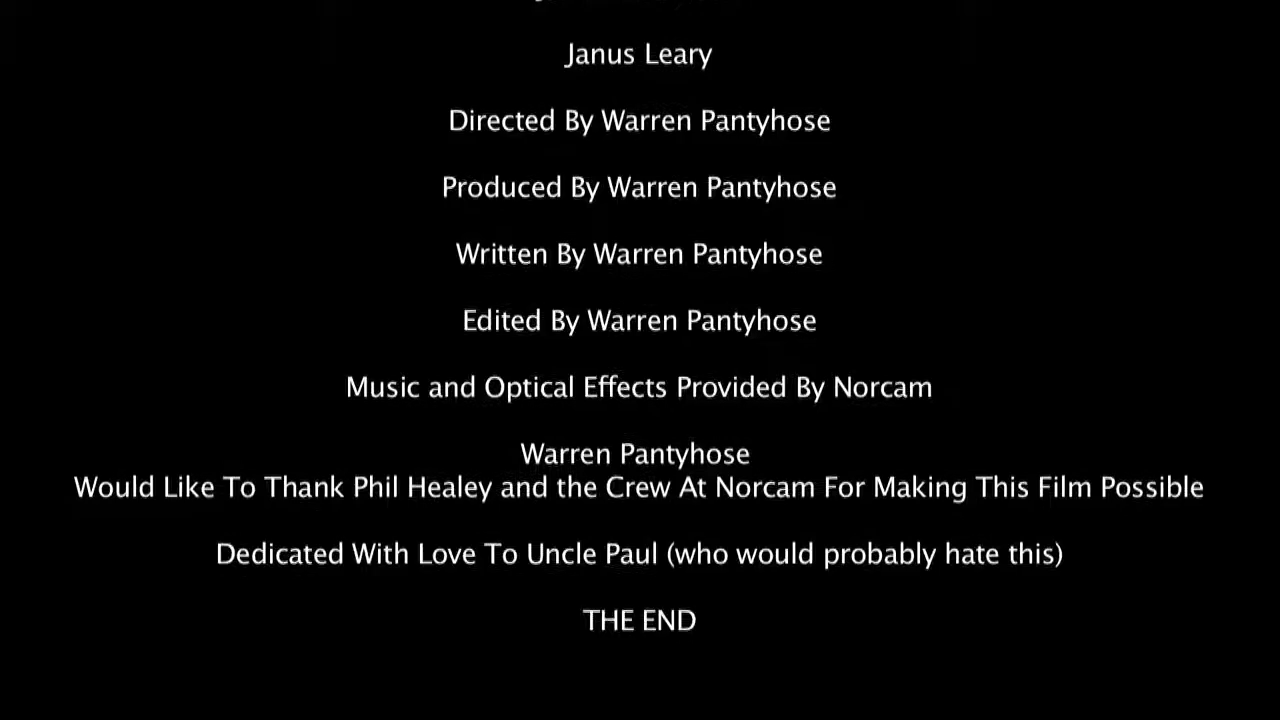 Janus Leary
Directed By Warren Pantyhose
Produced By Warren Pantyhose
Written By Warren Pantyhose
Edited By Warren Pantyhose
Music and Optical Effects Provided By Norcam
Warren Pantyhose
Would Like To Thank Phil Healey and the Crew At Norcam For Making This Film Possible
Dedicated With Love To Uncle Paul (who would probably hate this)
THE END